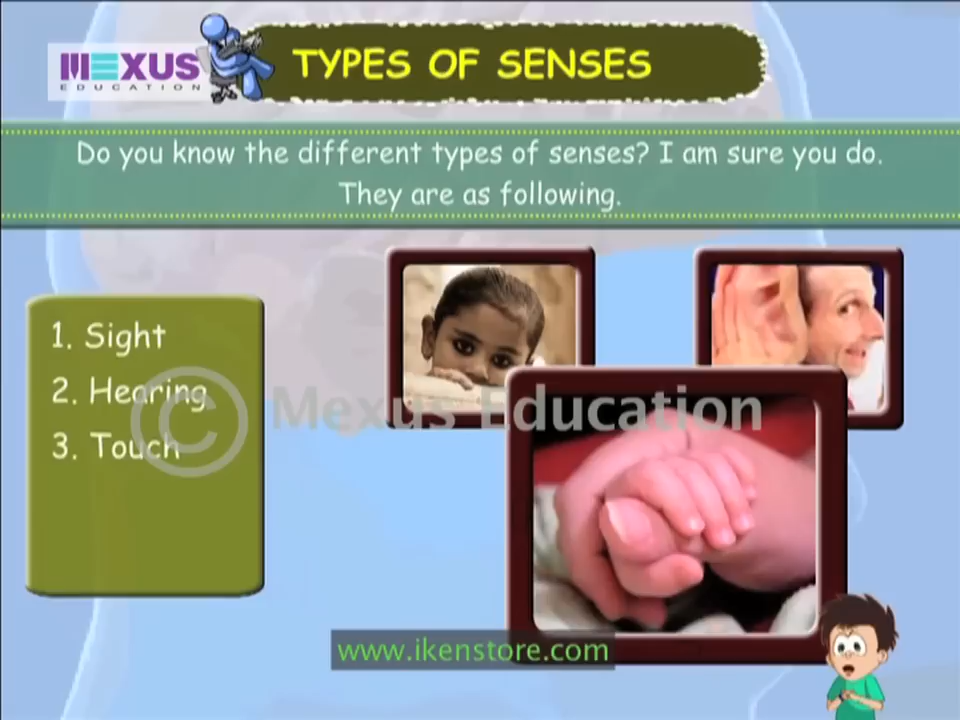 MEXUS
EDUCATION
TYPES OF SENSES
Do you know the different types of senses? I am sure you do.
They are as following.
1. Sight
2. Hearing
3. Touch
© Mexus Education
www.ikenstore.com